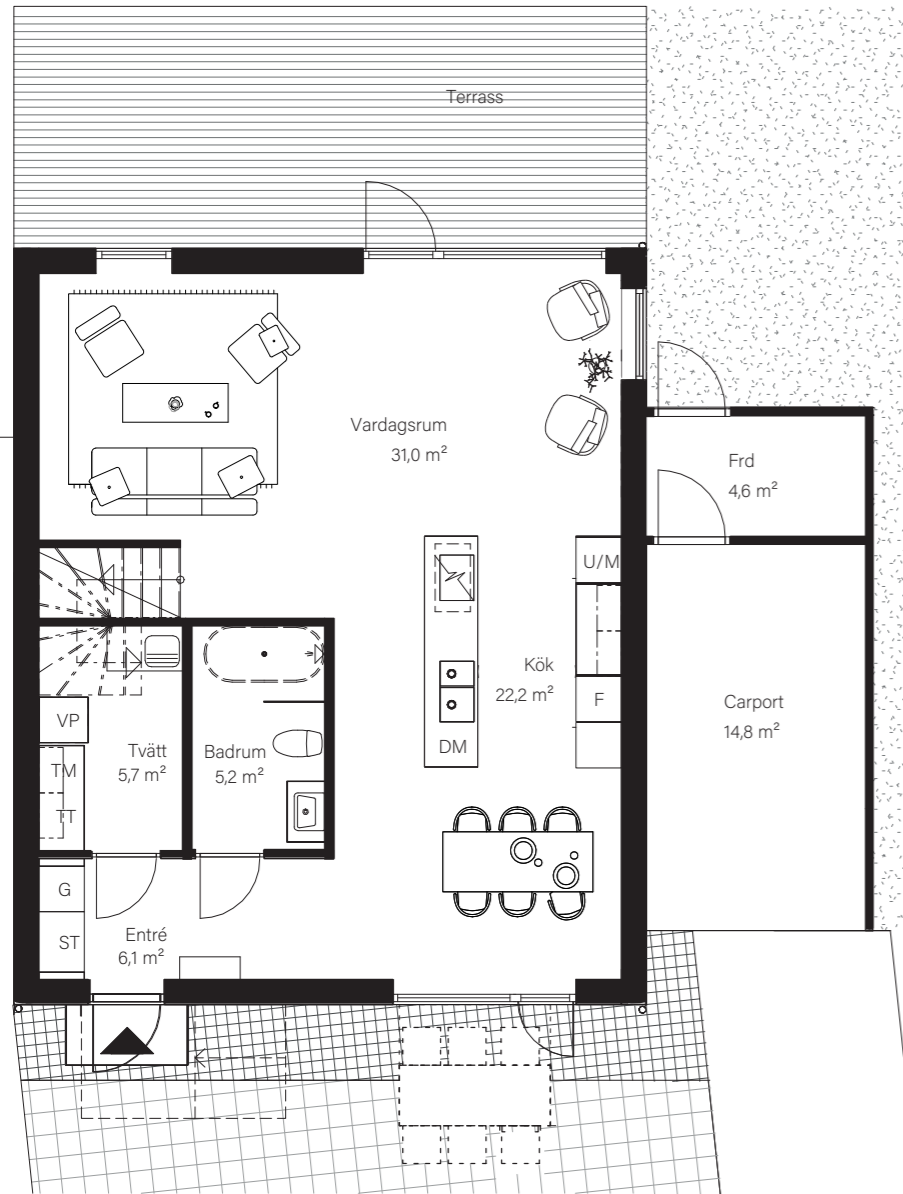 Terrass
Vardagsrum
31,0 m²
Frd
4,6 m²
U/M
Kök
22,2 m²
F
Carport
14,8 m²
VP
DM
Tvätt
5,7 m²
Badrum
5,2 m²
TM
TT
G
Entré
6,1 m²
ST